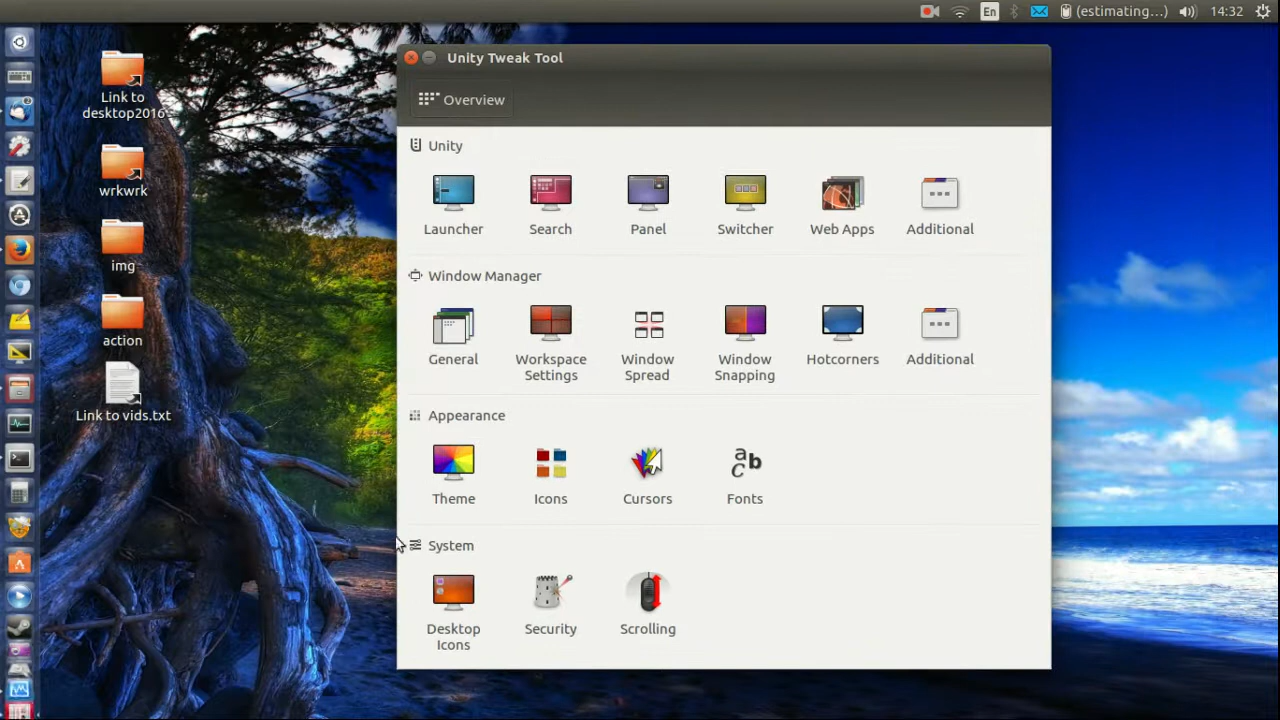 En
(estimating...)
14:32
Link to
desktop2016~
wrkwrk
img
action
Link to vids.txt
Unity Tweak Tool
Overview
Unity
Launcher
Search
Panel
Switcher
Web Apps
Additional
Window Manager
General
Workspace
Settings
Window
Spread
Window
Snapping
Hotcorners
Additional
Appearance
Theme
Icons
Cursors
Fonts
System
Desktop
Icons
Security
Scrolling